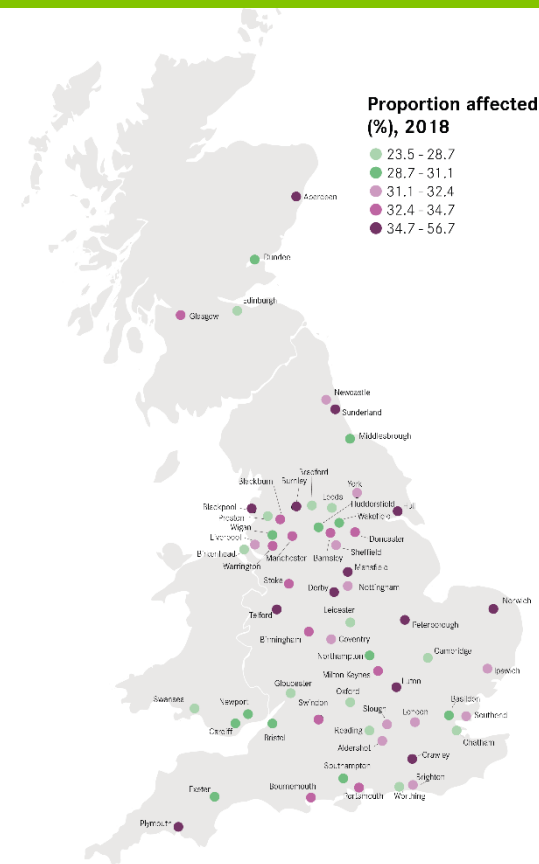 Proportion affected
(%), 2018
23.5 - 28.7
28.7 - 31.1
31.1 - 32.4
32.4 - 34.7
34.7 - 56.7
Aberdeen
Dundee
Edinburgh
Glasgow
Newcastle
Sunderland
Middlesbrough
Bradford
Blackburn
Burnley
York
Leeds
Huddersfield
Blackpool
Hull
Preston
Wakefield
Wigan
Liverpool
Doncaster
Birkenhead
Sheffield
Warrington
Manchester
Barnsley
Mansfield
Stoke
Derby
Nottingham
Norwich
Telford
Leicester
Peterborough
Birmingham
Coventry
Northampton
Cambridge
Milton Keynes
Ipswich
Luton
Gloucester
Oxford
Basildon
Swansea
Newport
Swindon
Slough
London
Southend
Cardiff
Bristol
Reading
Chatham
Aldershot
Crawley
Southampton
Brighton
Exeter
Bournemouth
Portsmouth
Worthing
Plymouth